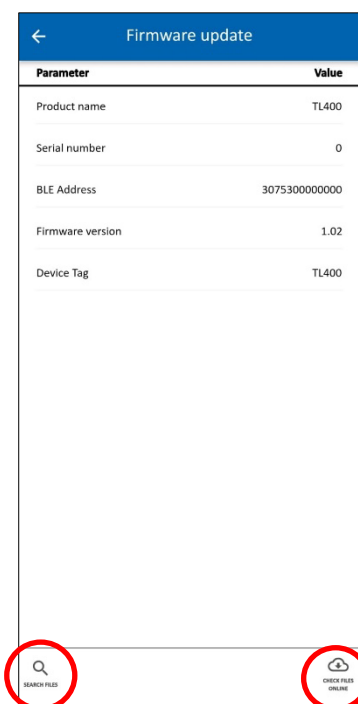 Firmware update
Parameter Value
Product name TL400
Serial number 0
BLE Address 3075300000000
Firmware version 1.02
Device Tag TL400
SEARCH FILES
CHECK FILES
ONLINE